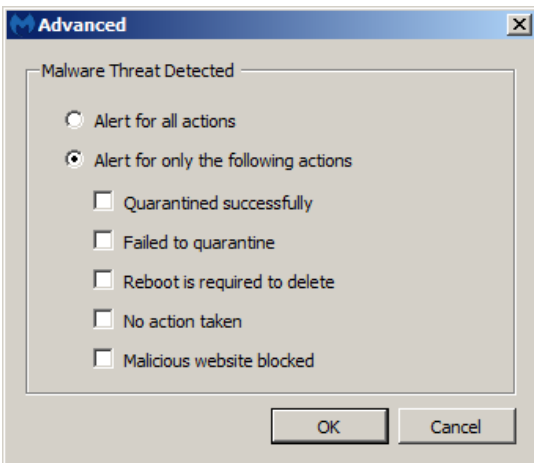 Advanced
Malware Threat Detected
Alert for all actions
Alert for only the following actions
Quarantined successfully
Failed to quarantine
Reboot is required to delete
No action taken
Malicious website blocked
OK Cancel